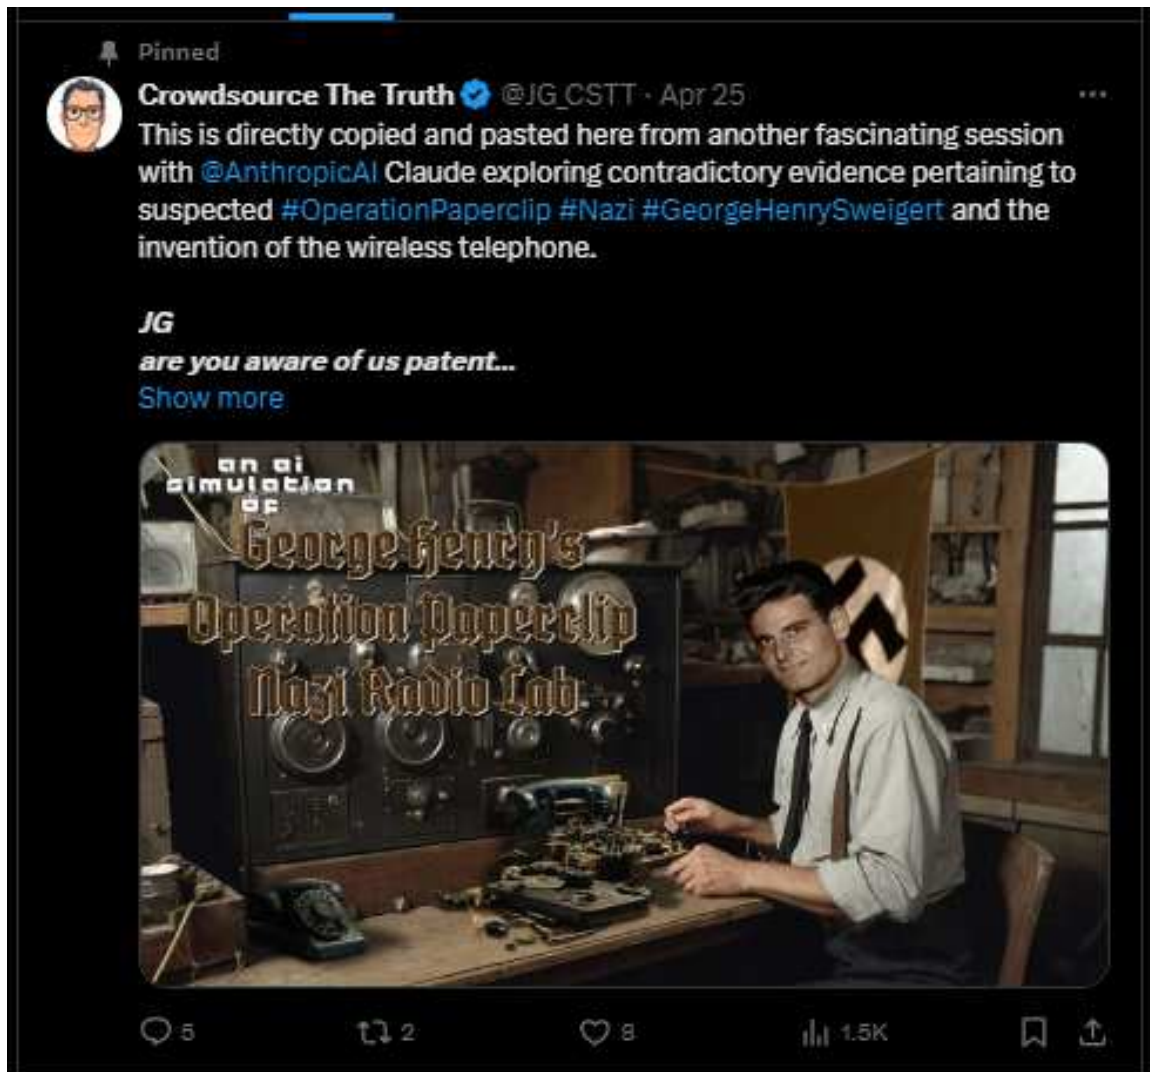 Pinned
Crowdsource The Truth @JG_CSTT · Apr 25
This is directly copied and pasted here from another fascinating session
with @AnthropicAI Claude exploring contradictory evidence pertaining to
suspected #OperationPaperclip #Nazi #GeorgeHenrySweigert and the
invention of the wireless telephone.
JG
are you aware of us patent...
Show more
an ai
simulation
of
George Henry's
Operation Paperclip
Nazi Radio Lab
5
2
8
1.5K